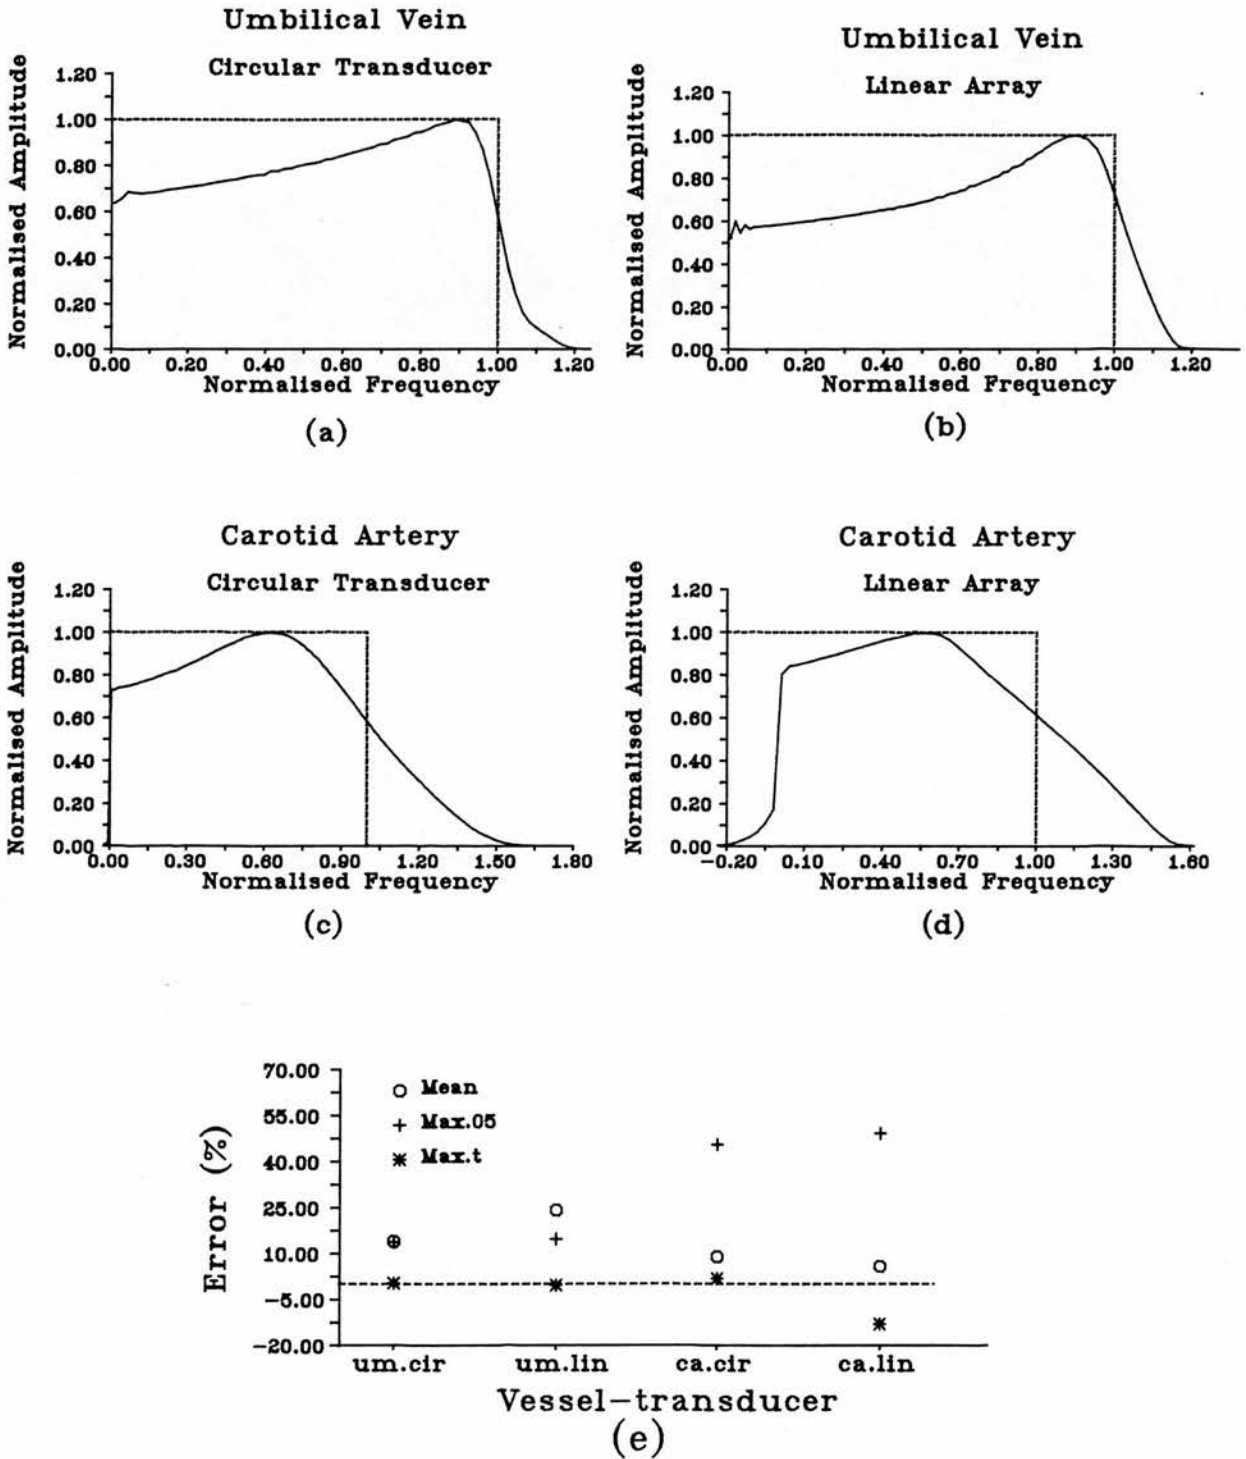 Umbilical Vein
Circular Transducer
Normalised Amplitude
1.20
1.00
0.80
0.60
0.40
0.20
0.00
0.00 0.20 0.40 0.60 0.80 1.00 1.20
Normalised Frequency
(a)
Umbilical Vein
Linear Array
Normalised Amplitude
1.20
1.00
0.80
0.60
0.40
0.20
0.00
0.00 0.20 0.40 0.60 0.80 1.00 1.20
Normalised Frequency
(b)
Carotid Artery
Circular Transducer
Normalised Amplitude
1.20
1.00
0.80
0.60
0.40
0.20
0.00
0.00 0.30 0.60 0.90 1.20 1.50 1.80
Normalised Frequency
(c)
Carotid Artery
Linear Array
Normalised Amplitude
1.20
1.00
0.80
0.60
0.40
0.20
0.00
-0.20 0.10 0.40 0.70 1.00 1.30 1.60
Normalised Frequency
(d)
Error (%)
70.00
55.00
40.00
25.00
10.00
-5.00
-20.00
Mean
Max.05
Max.t
um.cir um.lin ca.cir ca.lin
Vessel-transducer
(e)